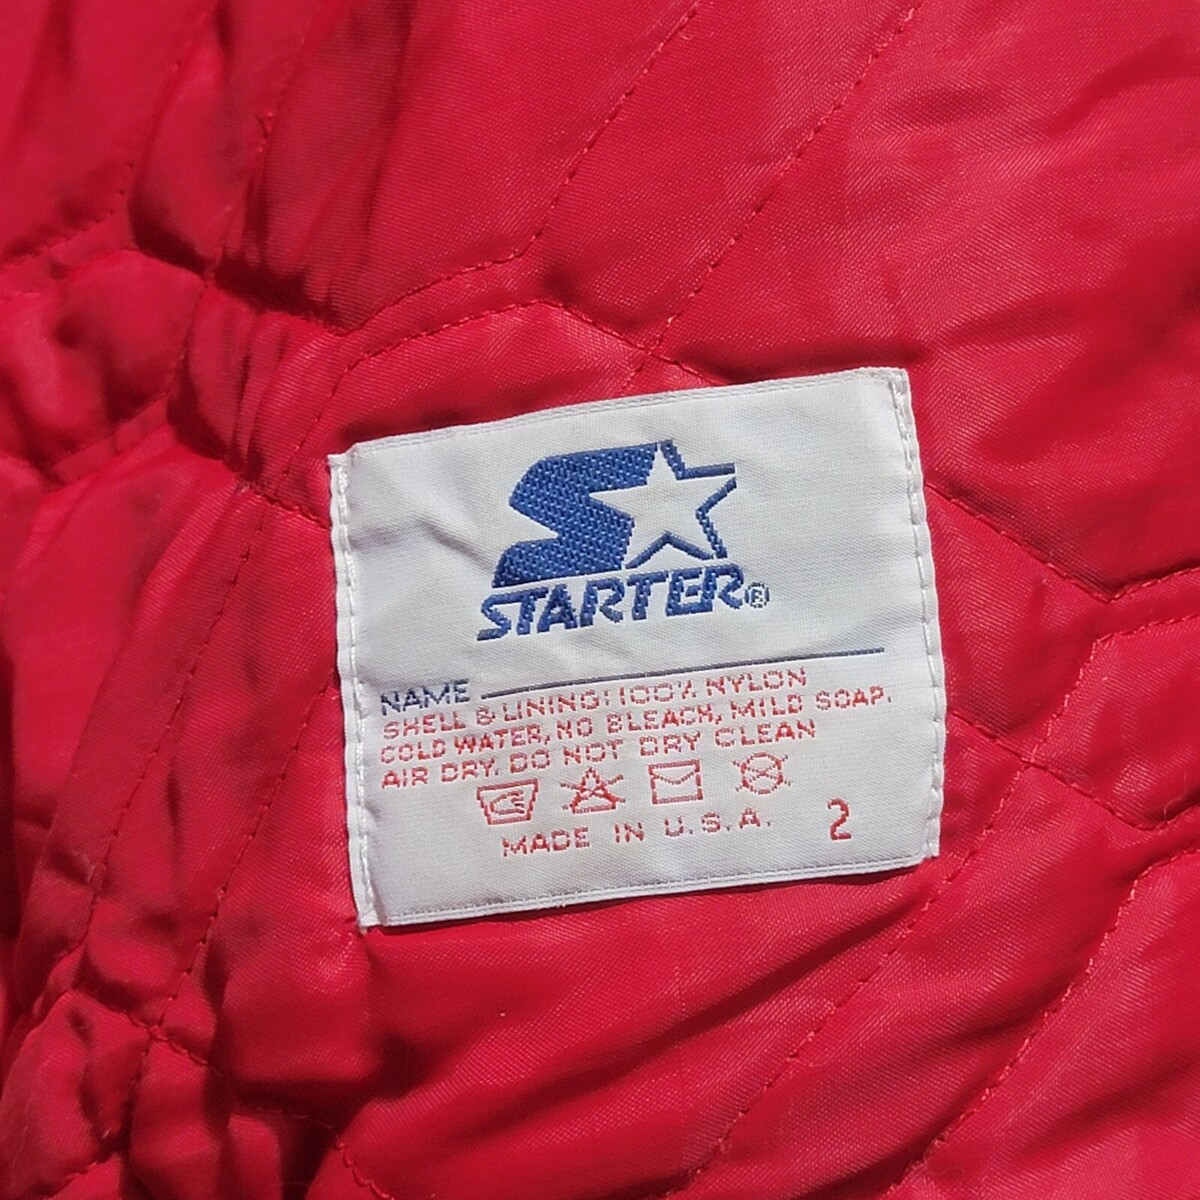 STARTER®
NAME
SHELL & LINING: 100% NYLON
COLD WATER, NO BLEACH, MILD SOAP.
AIR DRY. DO NOT DRY CLEAN
MADE IN U.S.A. 2